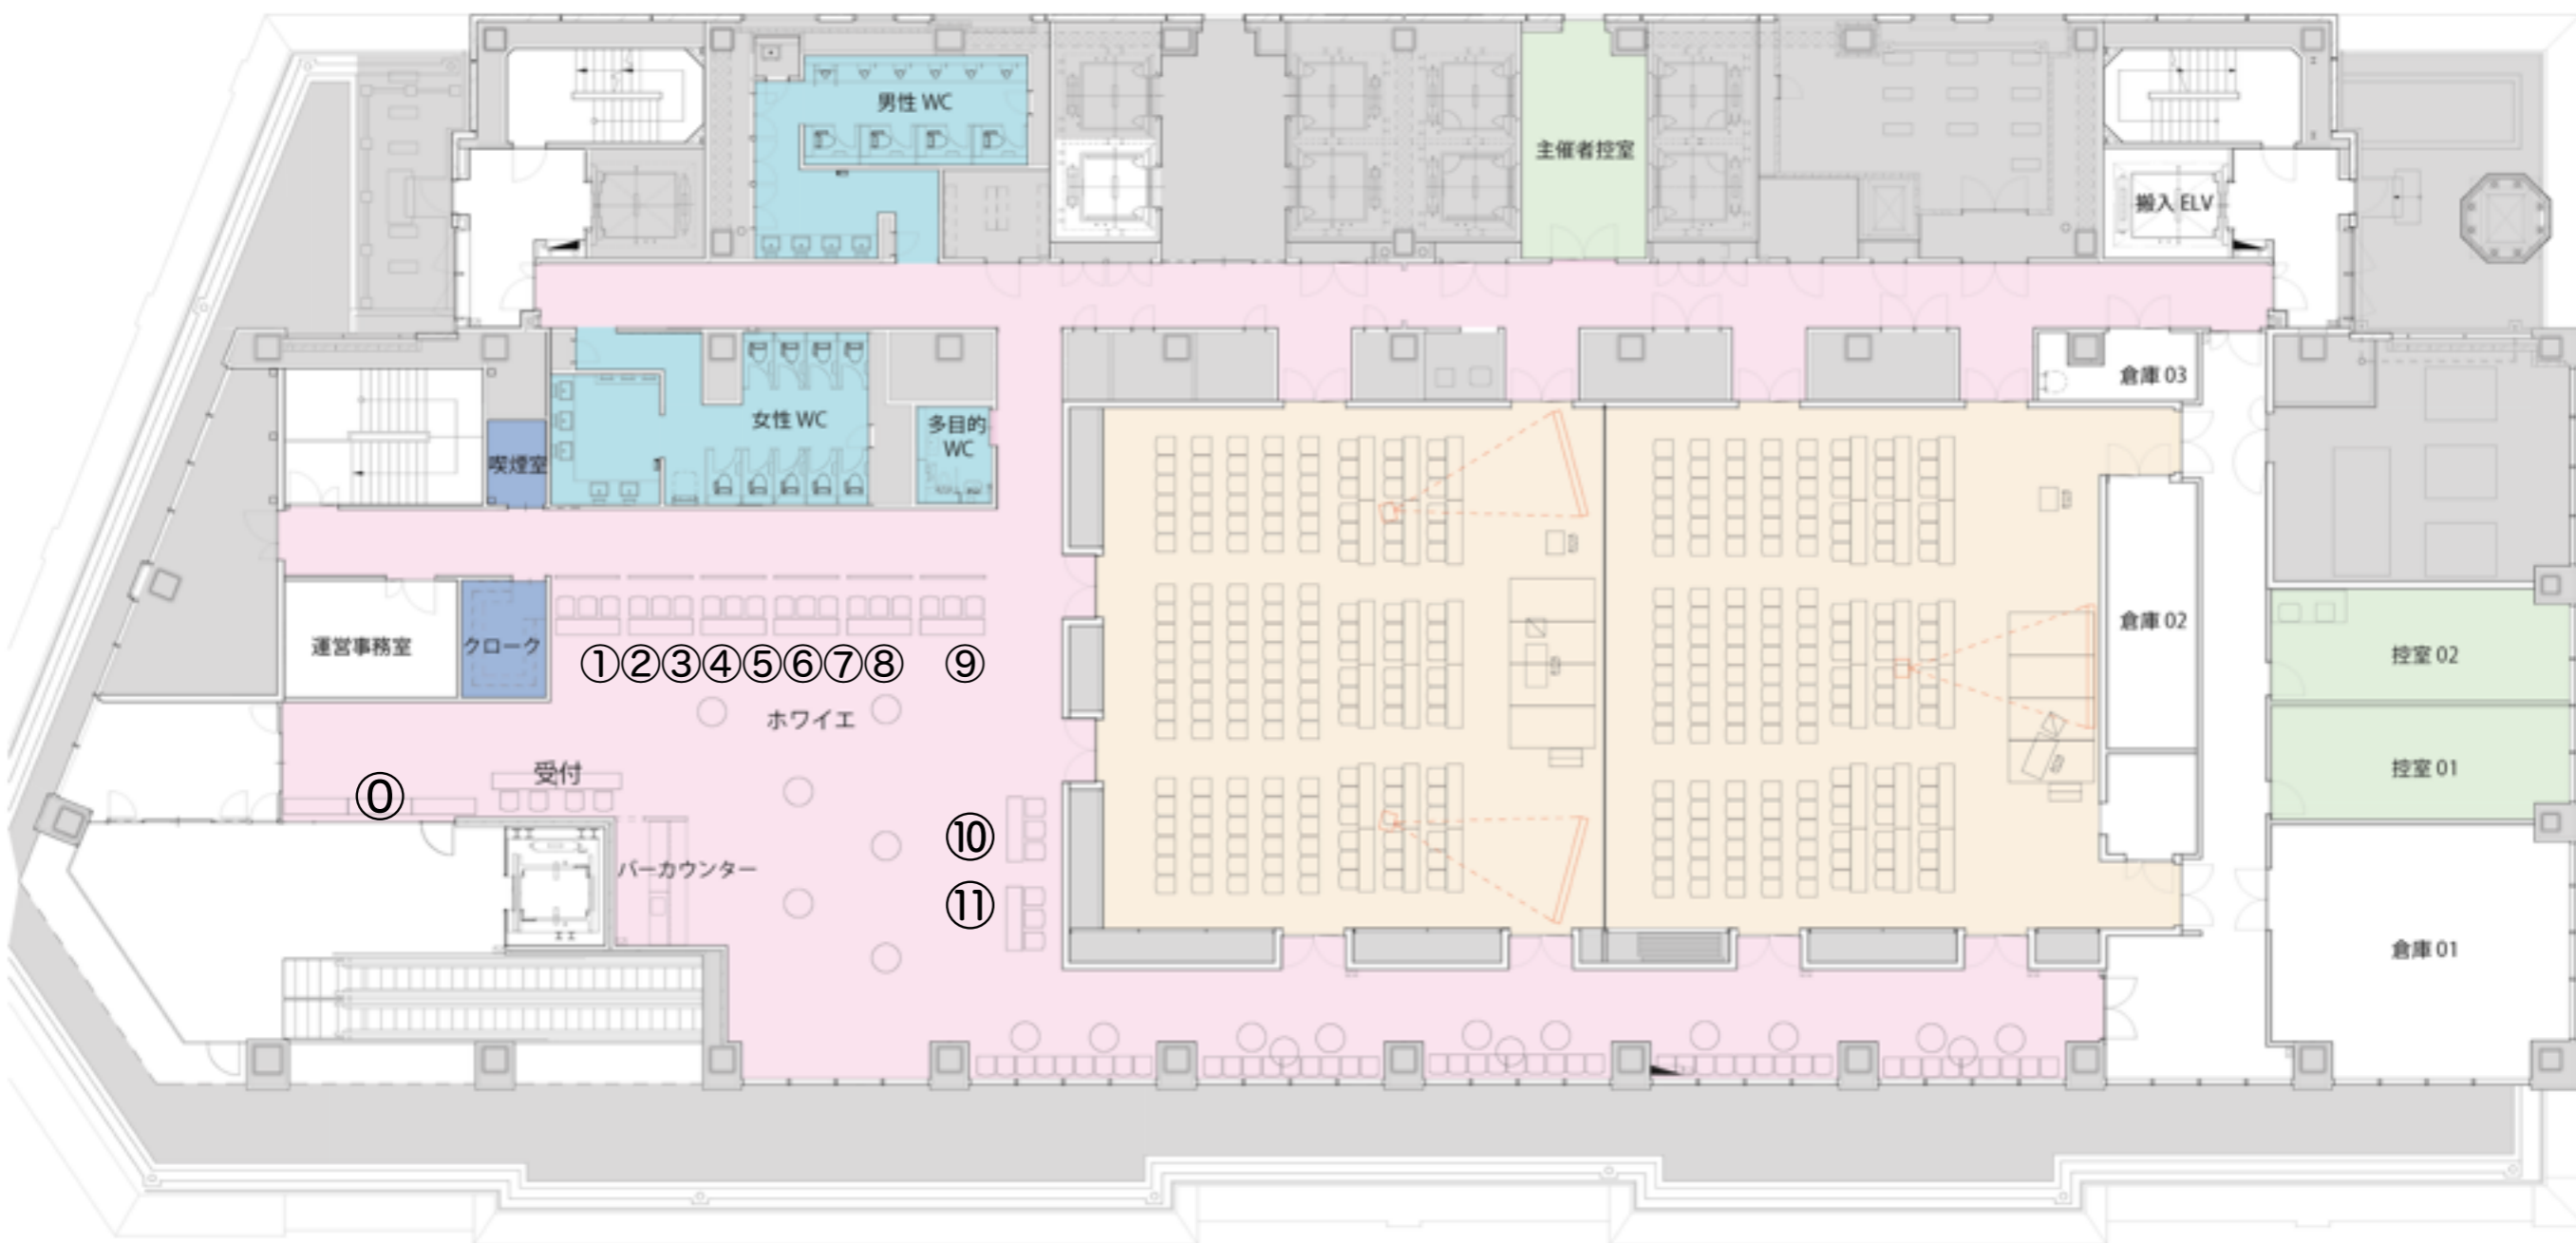 男性 WC
主催者控室
搬入 ELV
倉庫 03
女性 WC
多目的
WC
喫煙室
運営事務室
クローク
倉庫 02
控室 02
①②③④⑤⑥⑦⑧ ⑨
ホワイエ
控室 01
受付
⓪
⑩
バーカウンター
⑪
倉庫 01